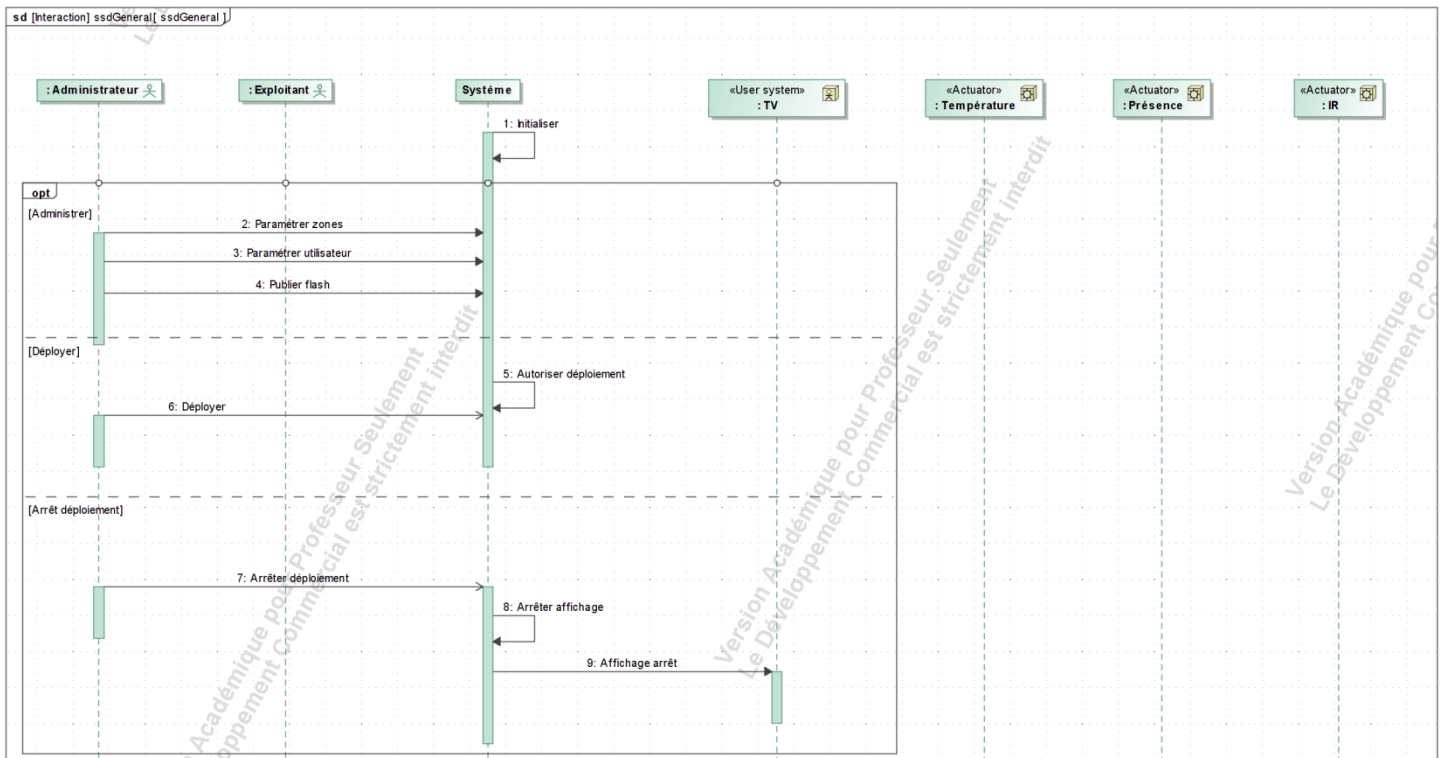 sd [Interaction] ssdGeneral[ ssdGeneral ]
: Administrateur
: Exploitant
Système
«User system»
: TV
«Actuator»
: Température
«Actuator»
: Présence
«Actuator»
: IR
1: Initialiser
opt
[Administrer]
2: Paramétrer zones
3: Paramétrer utilisateur
4: Publier flash
[Déployer]
5: Autoriser déploiement
6: Déployer
[Arrêt déploiement]
7: Arrêter déploiement
8: Arrêter affichage
9: Affichage arrêt
Académique pour Professeur Seulement
Commercial est strictement interdit
Version Académique pour Professeur Seulement
Le Développement Commercial est strictement interdit
Version Académique pour
Le Développement